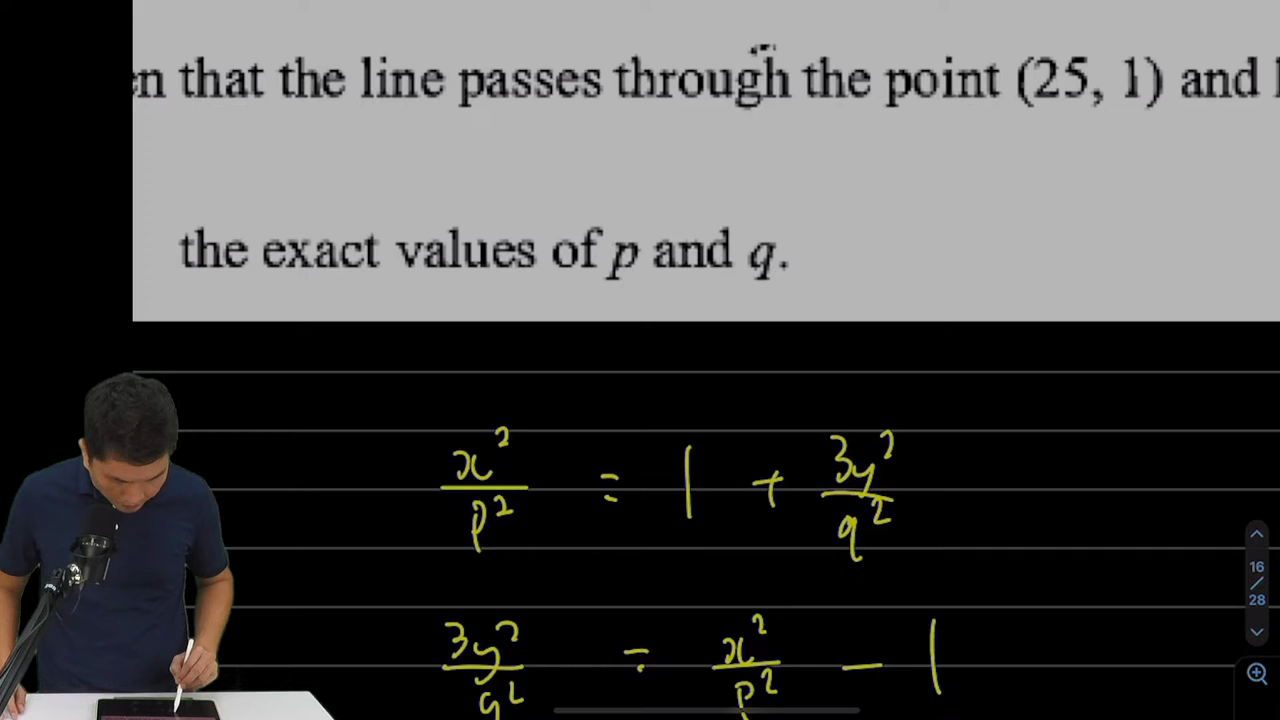 en that the line passes through the point (25, 1) and
the exact values of p and q.
x²/p² = 1 + 3y²/q²
3y²/q² = x²/p² - 1
16
/
28